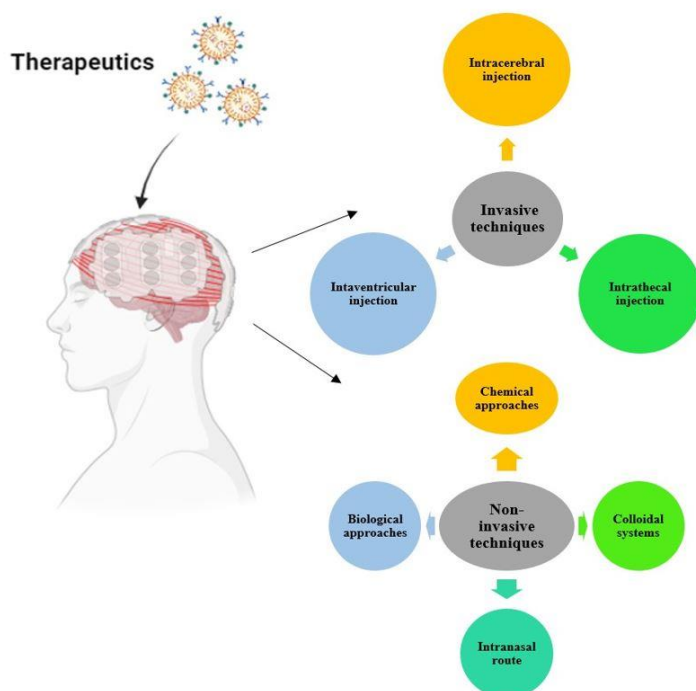 Therapeutics
Intracerebral
injection
Invasive
techniques
Intaventricular
injection
Intrathecal
injection
Chemical
approaches
Biological
approaches
Non-
invasive
techniques
Colloidal
systems
Intranasal
route